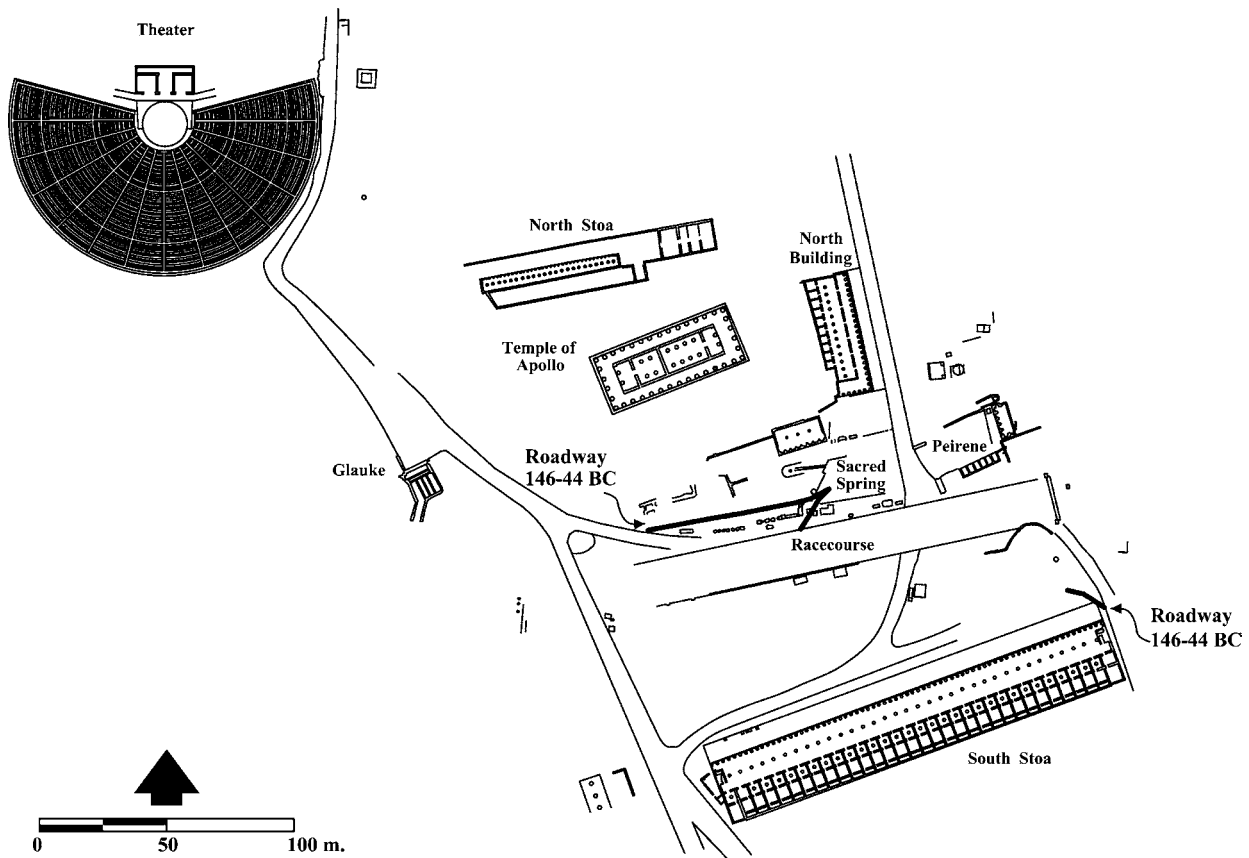 Theater
North Stoa
North
Building
Temple of
Apollo
Peirene
Glauke
Roadway
146-44 BC
Sacred
Spring
Racecourse
Roadway
146-44 BC
South Stoa
0 50 100 m.